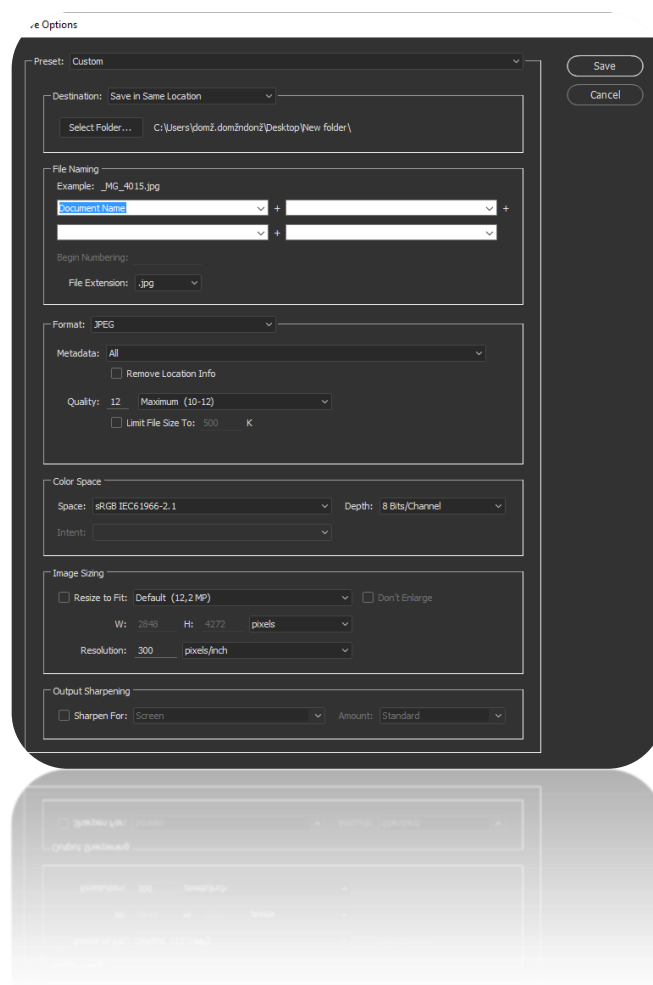 e Options
Preset: Custom
Save
Cancel
Destination: Save in Same Location
Select Folder... C:\Users\domž.domžndonž\Desktop\New folder\
File Naming
Example: _MG_4015.jpg
Document Name + +
+
Begin Numbering:
File Extension: .jpg
Format: JPEG
Metadata: All
Remove Location Info
Quality: 12 Maximum (10-12)
Limit File Size To: 500 K
Color Space
Space: sRGB IEC61966-2.1 Depth: 8 Bits/Channel
Intent:
Image Sizing
Resize to Fit: Default (12,2 MP) Don't Enlarge
W: 2848 H: 4272 pixels
Resolution: 300 pixels/inch
Output Sharpening
Sharpen For: Screen Amount: Standard